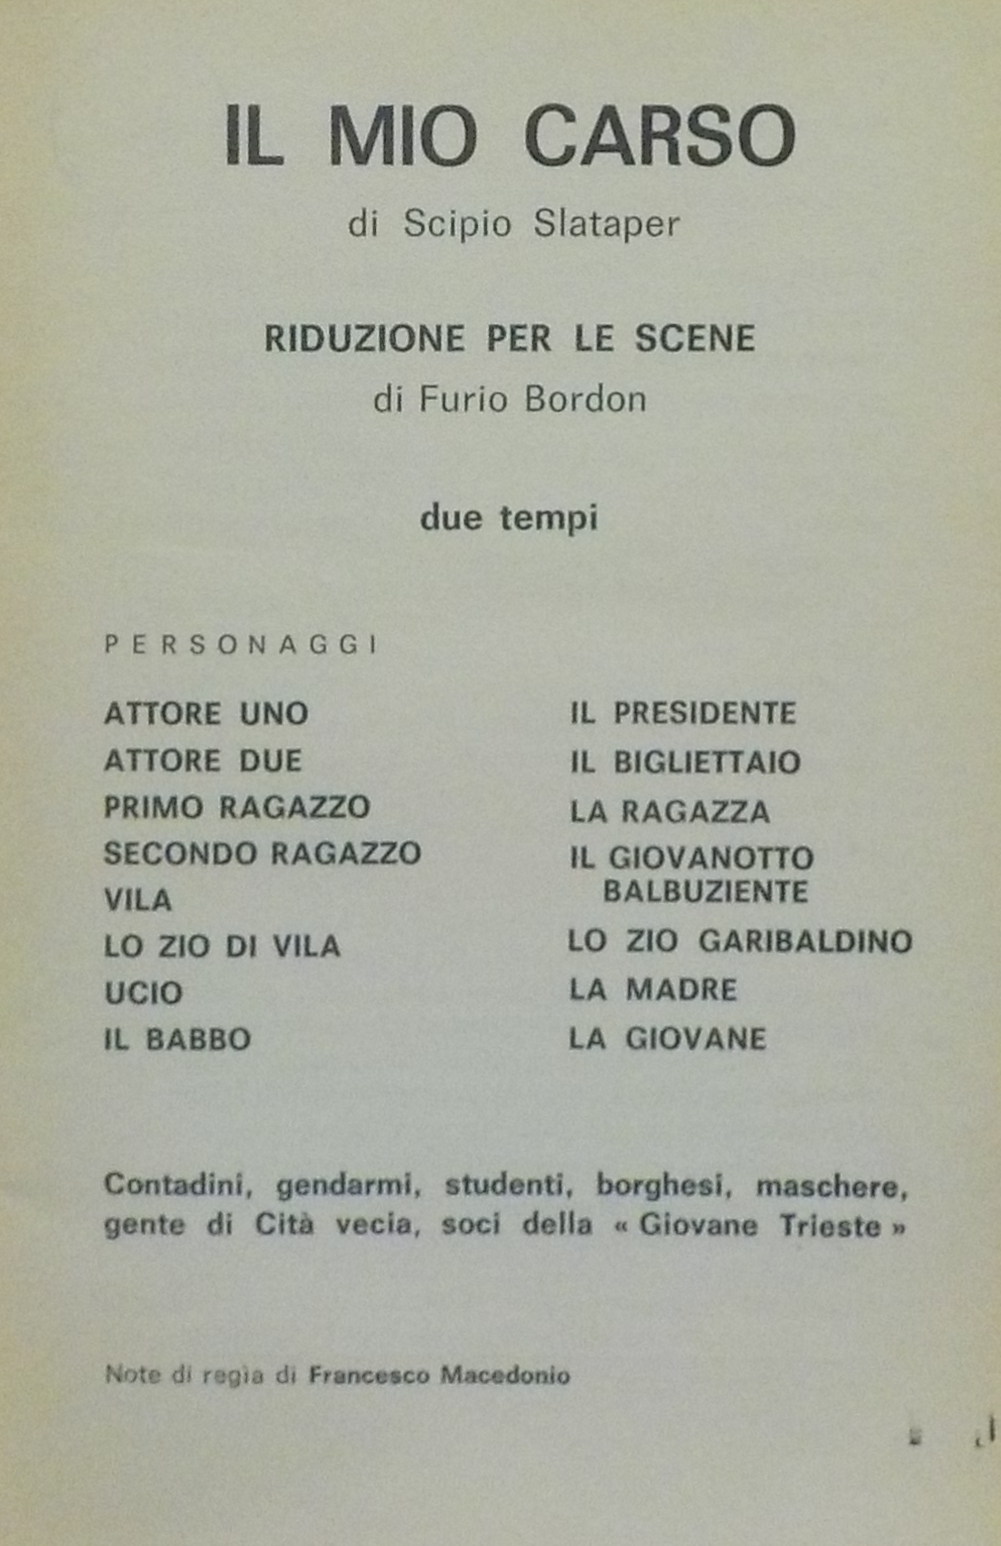 IL MIO CARSO
di Scipio Slataper
RIDUZIONE PER LE SCENE
di Furio Bordon
due tempi
PERSONAGGI
ATTORE UNO
ATTORE DUE
PRIMO RAGAZZO
SECONDO RAGAZZO
VILA
LO ZIO DI VILA
UCIO
IL BABBO
IL PRESIDENTE
IL BIGLIETTAIO
LA RAGAZZA
IL GIOVANOTTO
BALBUZIENTE
LO ZIO GARIBALDINO
LA MADRE
LA GIOVANE
Contadini, gendarmi, studenti, borghesi, maschere,
gente di Cità vecia, soci della « Giovane Trieste »
Note di regia di Francesco Macedonio